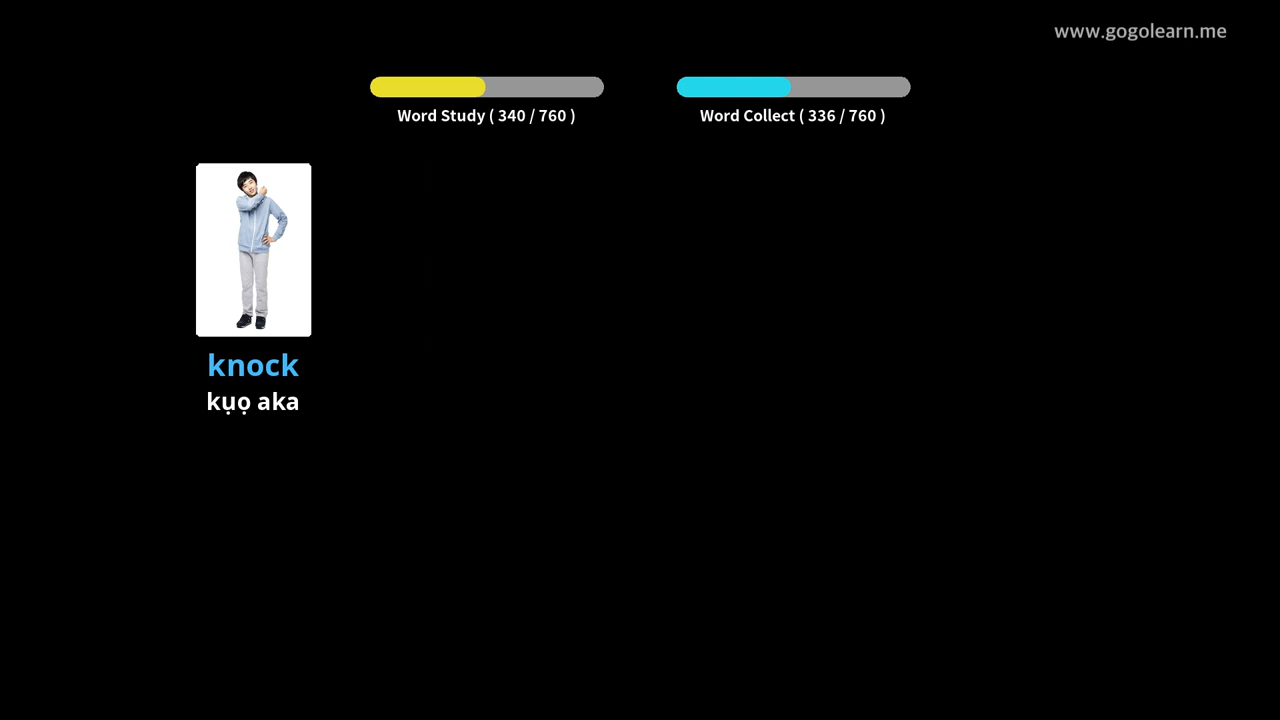 www.gogolearn.me
Word Study ( 340 / 760 )
Word Collect ( 336 / 760 )
knock
kụọ aka